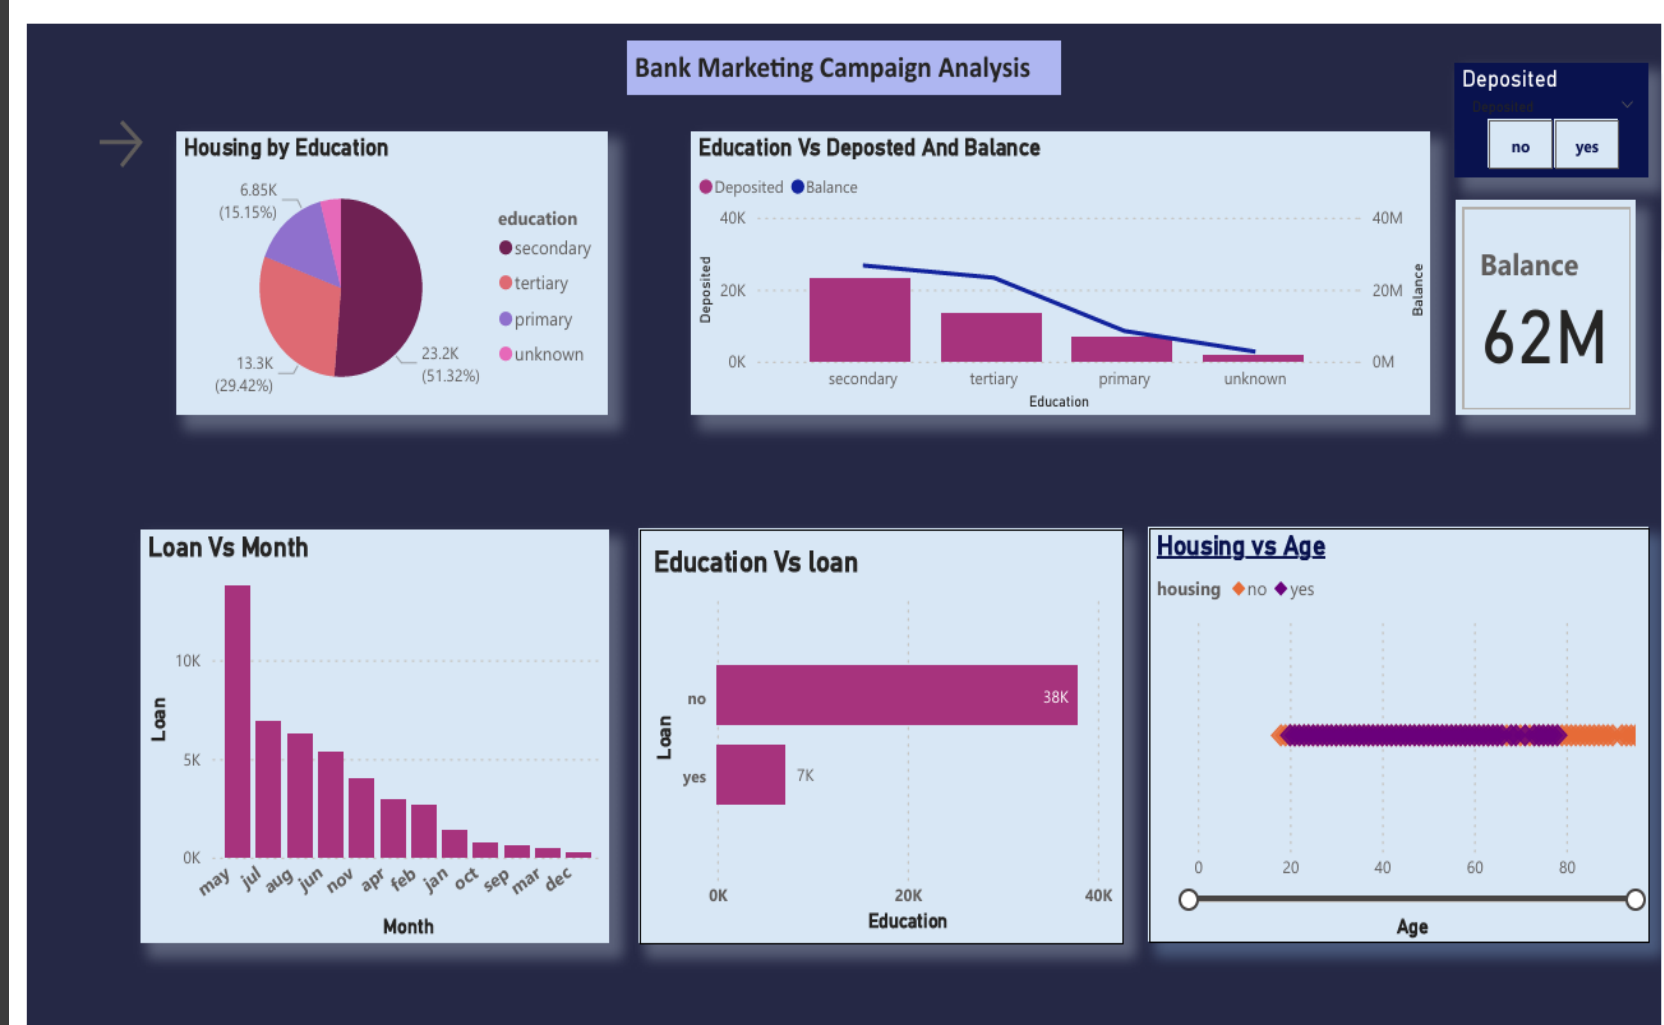 Bank Marketing Campaign Analysis
Deposited
Deposited
no yes
Housing by Education
6.85K
(15.15%)
13.3K
(29.42%)
23.2K
(51.32%)
education
secondary
tertiary
primary
unknown
Education Vs Deposted And Balance
Deposited Balance
40K
20K
0K
Deposited
40M
20M
0M
Balance
secondary tertiary primary unknown
Education
Balance
62M
Loan Vs Month
10K
5K
0K
Loan
may jul aug jun nov apr feb jan oct sep mar dec
Month
Education Vs loan
Loan
no 38K
yes 7K
0K 20K 40K
Education
Housing vs Age
housing no yes
0 20 40 60 80
Age